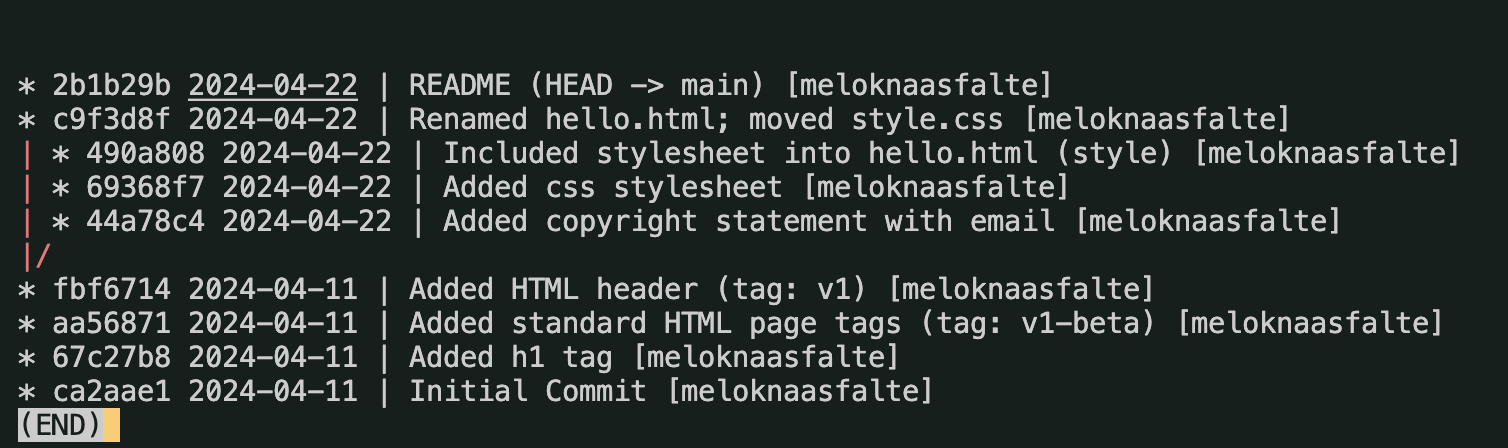 * 2b1b29b 2024-04-22 | README (HEAD -> main) [meloknaasfalte]
* c9f3d8f 2024-04-22 | Renamed hello.html; moved style.css [meloknaasfalte]
| * 490a808 2024-04-22 | Included stylesheet into hello.html (style) [meloknaasfalte]
| * 69368f7 2024-04-22 | Added css stylesheet [meloknaasfalte]
| * 44a78c4 2024-04-22 | Added copyright statement with email [meloknaasfalte]
|/
* fbf6714 2024-04-11 | Added HTML header (tag: v1) [meloknaasfalte]
* aa56871 2024-04-11 | Added standard HTML page tags (tag: v1-beta) [meloknaasfalte]
* 67c27b8 2024-04-11 | Added h1 tag [meloknaasfalte]
* ca2aae1 2024-04-11 | Initial Commit [meloknaasfalte]
(END)